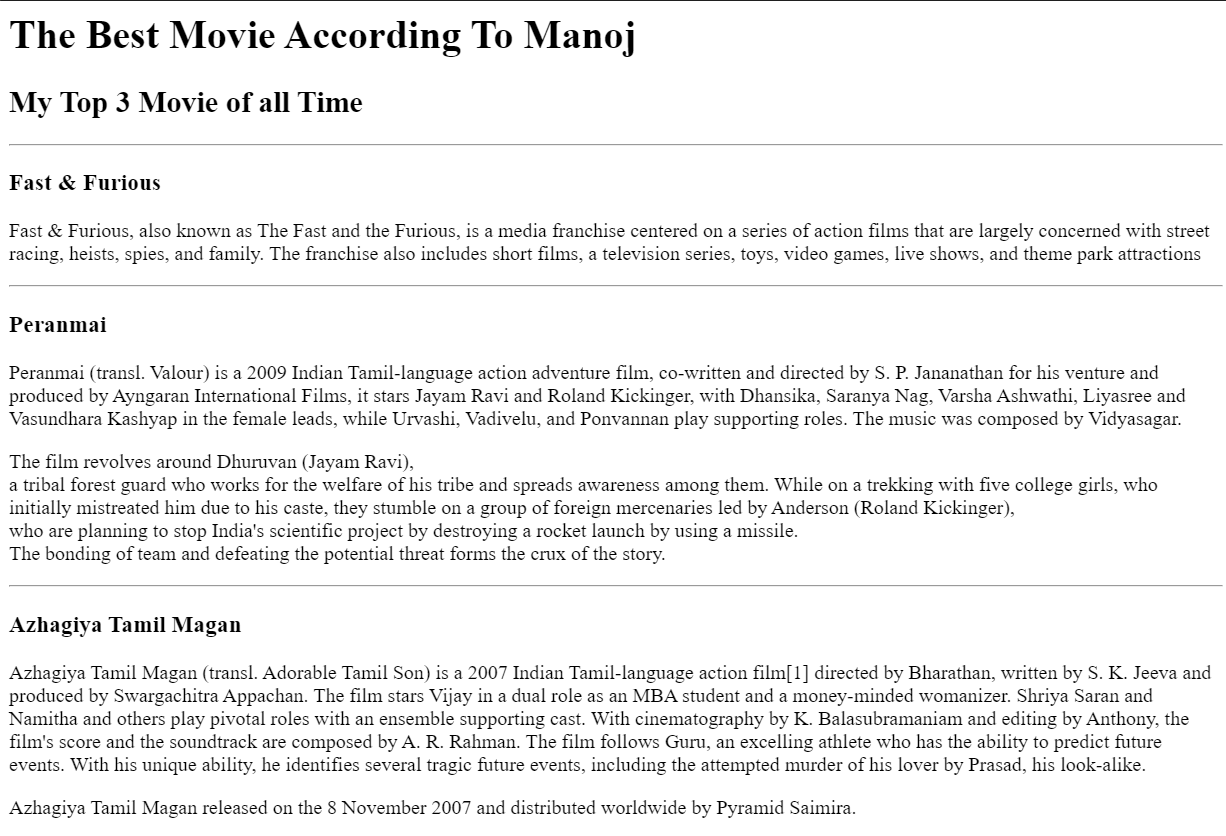 The Best Movie According To Manoj
My Top 3 Movie of all Time
Fast & Furious
Fast & Furious, also known as The Fast and the Furious, is a media franchise centered on a series of action films that are largely concerned with street
racing, heists, spies, and family. The franchise also includes short films, a television series, toys, video games, live shows, and theme park attractions
Peranmai
Peranmai (transl. Valour) is a 2009 Indian Tamil-language action adventure film, co-written and directed by S. P. Jananathan for his venture and
produced by Ayngaran International Films, it stars Jayam Ravi and Roland Kickinger, with Dhansika, Saranya Nag, Varsha Ashwathi, Liyasree and
Vasundhara Kashyap in the female leads, while Urvashi, Vadivelu, and Ponvannan play supporting roles. The music was composed by Vidyasagar.
The film revolves around Dhuruvan (Jayam Ravi),
a tribal forest guard who works for the welfare of his tribe and spreads awareness among them. While on a trekking with five college girls, who
initially mistreated him due to his caste, they stumble on a group of foreign mercenaries led by Anderson (Roland Kickinger),
who are planning to stop India's scientific project by destroying a rocket launch by using a missile.
The bonding of team and defeating the potential threat forms the crux of the story.
Azhagiya Tamil Magan
Azhagiya Tamil Magan (transl. Adorable Tamil Son) is a 2007 Indian Tamil-language action film[1] directed by Bharathan, written by S. K. Jeeva and
produced by Swargachitra Appachan. The film stars Vijay in a dual role as an MBA student and a money-minded womanizer. Shriya Saran and
Namitha and others play pivotal roles with an ensemble supporting cast. With cinematography by K. Balasubramaniam and editing by Anthony, the
film's score and the soundtrack are composed by A. R. Rahman. The film follows Guru, an excelling athlete who has the ability to predict future
events. With his unique ability, he identifies several tragic future events, including the attempted murder of his lover by Prasad, his look-alike.
Azhagiya Tamil Magan released on the 8 November 2007 and distributed worldwide by Pyramid Saimira.